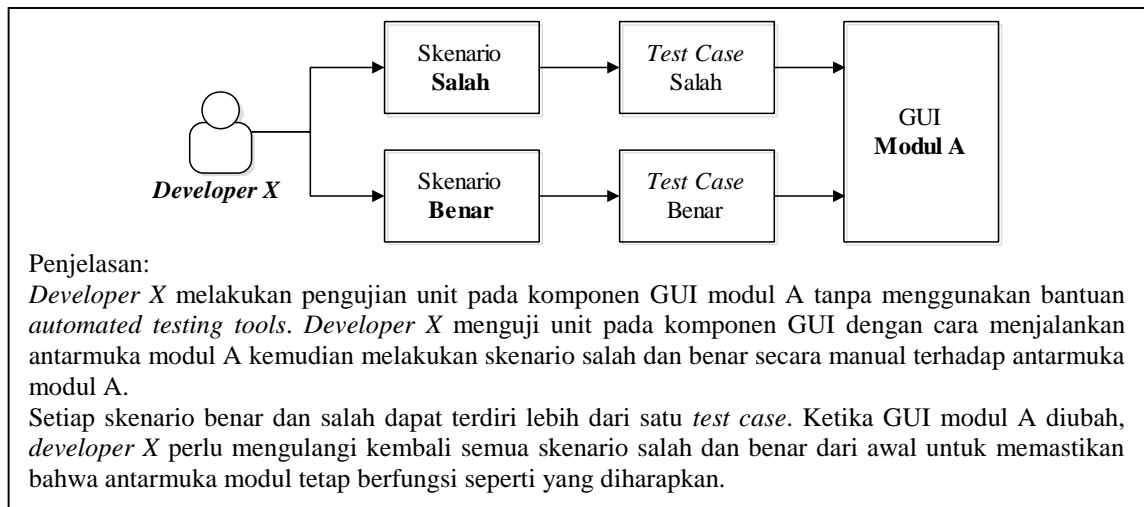 Skenario
Salah
Test Case
Salah
GUI
Modul A
Developer X
Skenario
Benar
Test Case
Benar
Penjelasan:
Developer X melakukan pengujian unit pada komponen GUI modul A tanpa menggunakan bantuan
automated testing tools. Developer X menguji unit pada komponen GUI dengan cara menjalankan
antarmuka modul A kemudian melakukan skenario salah dan benar secara manual terhadap antarmuka
modul A.
Setiap skenario benar dan salah dapat terdiri lebih dari satu test case. Ketika GUI modul A diubah,
developer X perlu mengulangi kembali semua skenario salah dan benar dari awal untuk memastikan
bahwa antarmuka modul tetap berfungsi seperti yang diharapkan.